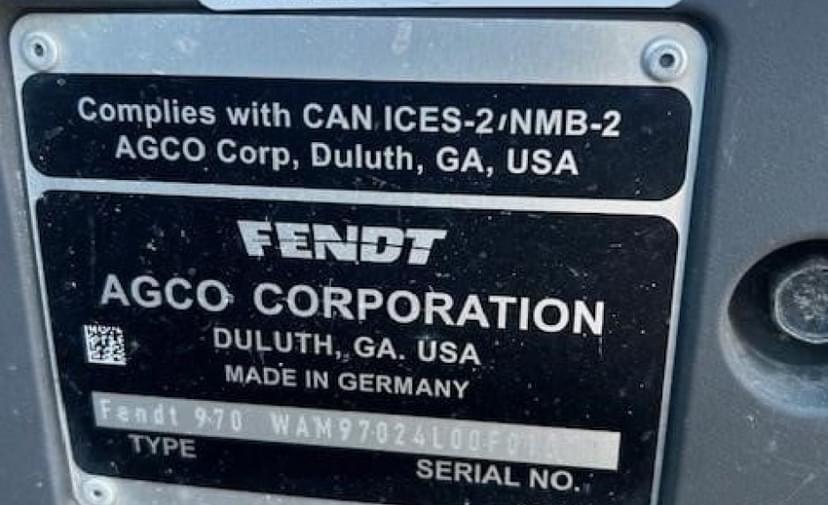 Complies with CAN ICES-2/NMB-2
AGCO Corp, Duluth, GA, USA
FENDT
AGCO CORPORATION
DULUTH, GA. USA
MADE IN GERMANY
Fendt 970
TYPE
SERIAL NO.